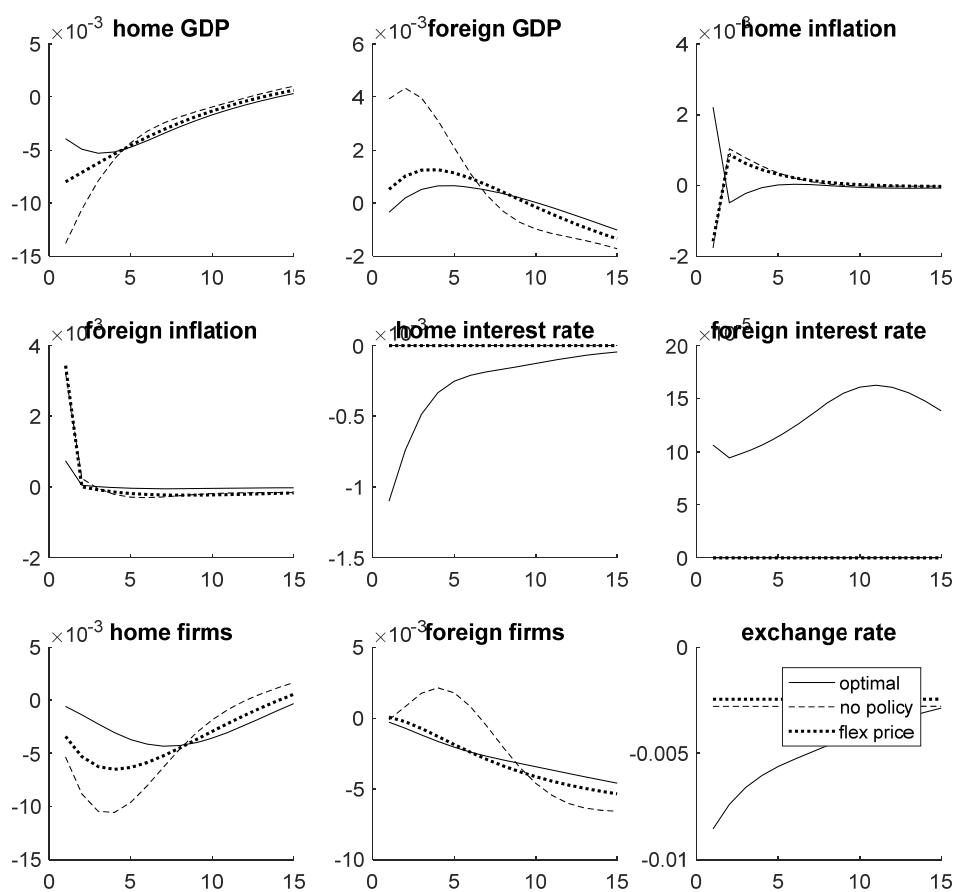 ×10-3 home GDP
5
0
-5
-10
-15
0 5 10 15
×10-3 foreign GDP
6
4
2
0
-2
0 5 10 15
×10-3 home inflation
4
2
0
-2
0 5 10 15
×10-3 foreign inflation
4
2
0
-2
0 5 10 15
×10-3 home interest rate
0
-0.5
-1
-1.5
0 5 10 15
foreign interest rate
20
15
10
5
0
0 5 10 15
×10-3 home firms
5
0
-5
-10
-15
0 5 10 15
×10-3 foreign firms
5
0
-5
-10
0 5 10 15
exchange rate
0
-0.005
-0.01
0 5 10 15
optimal
no policy
flex price